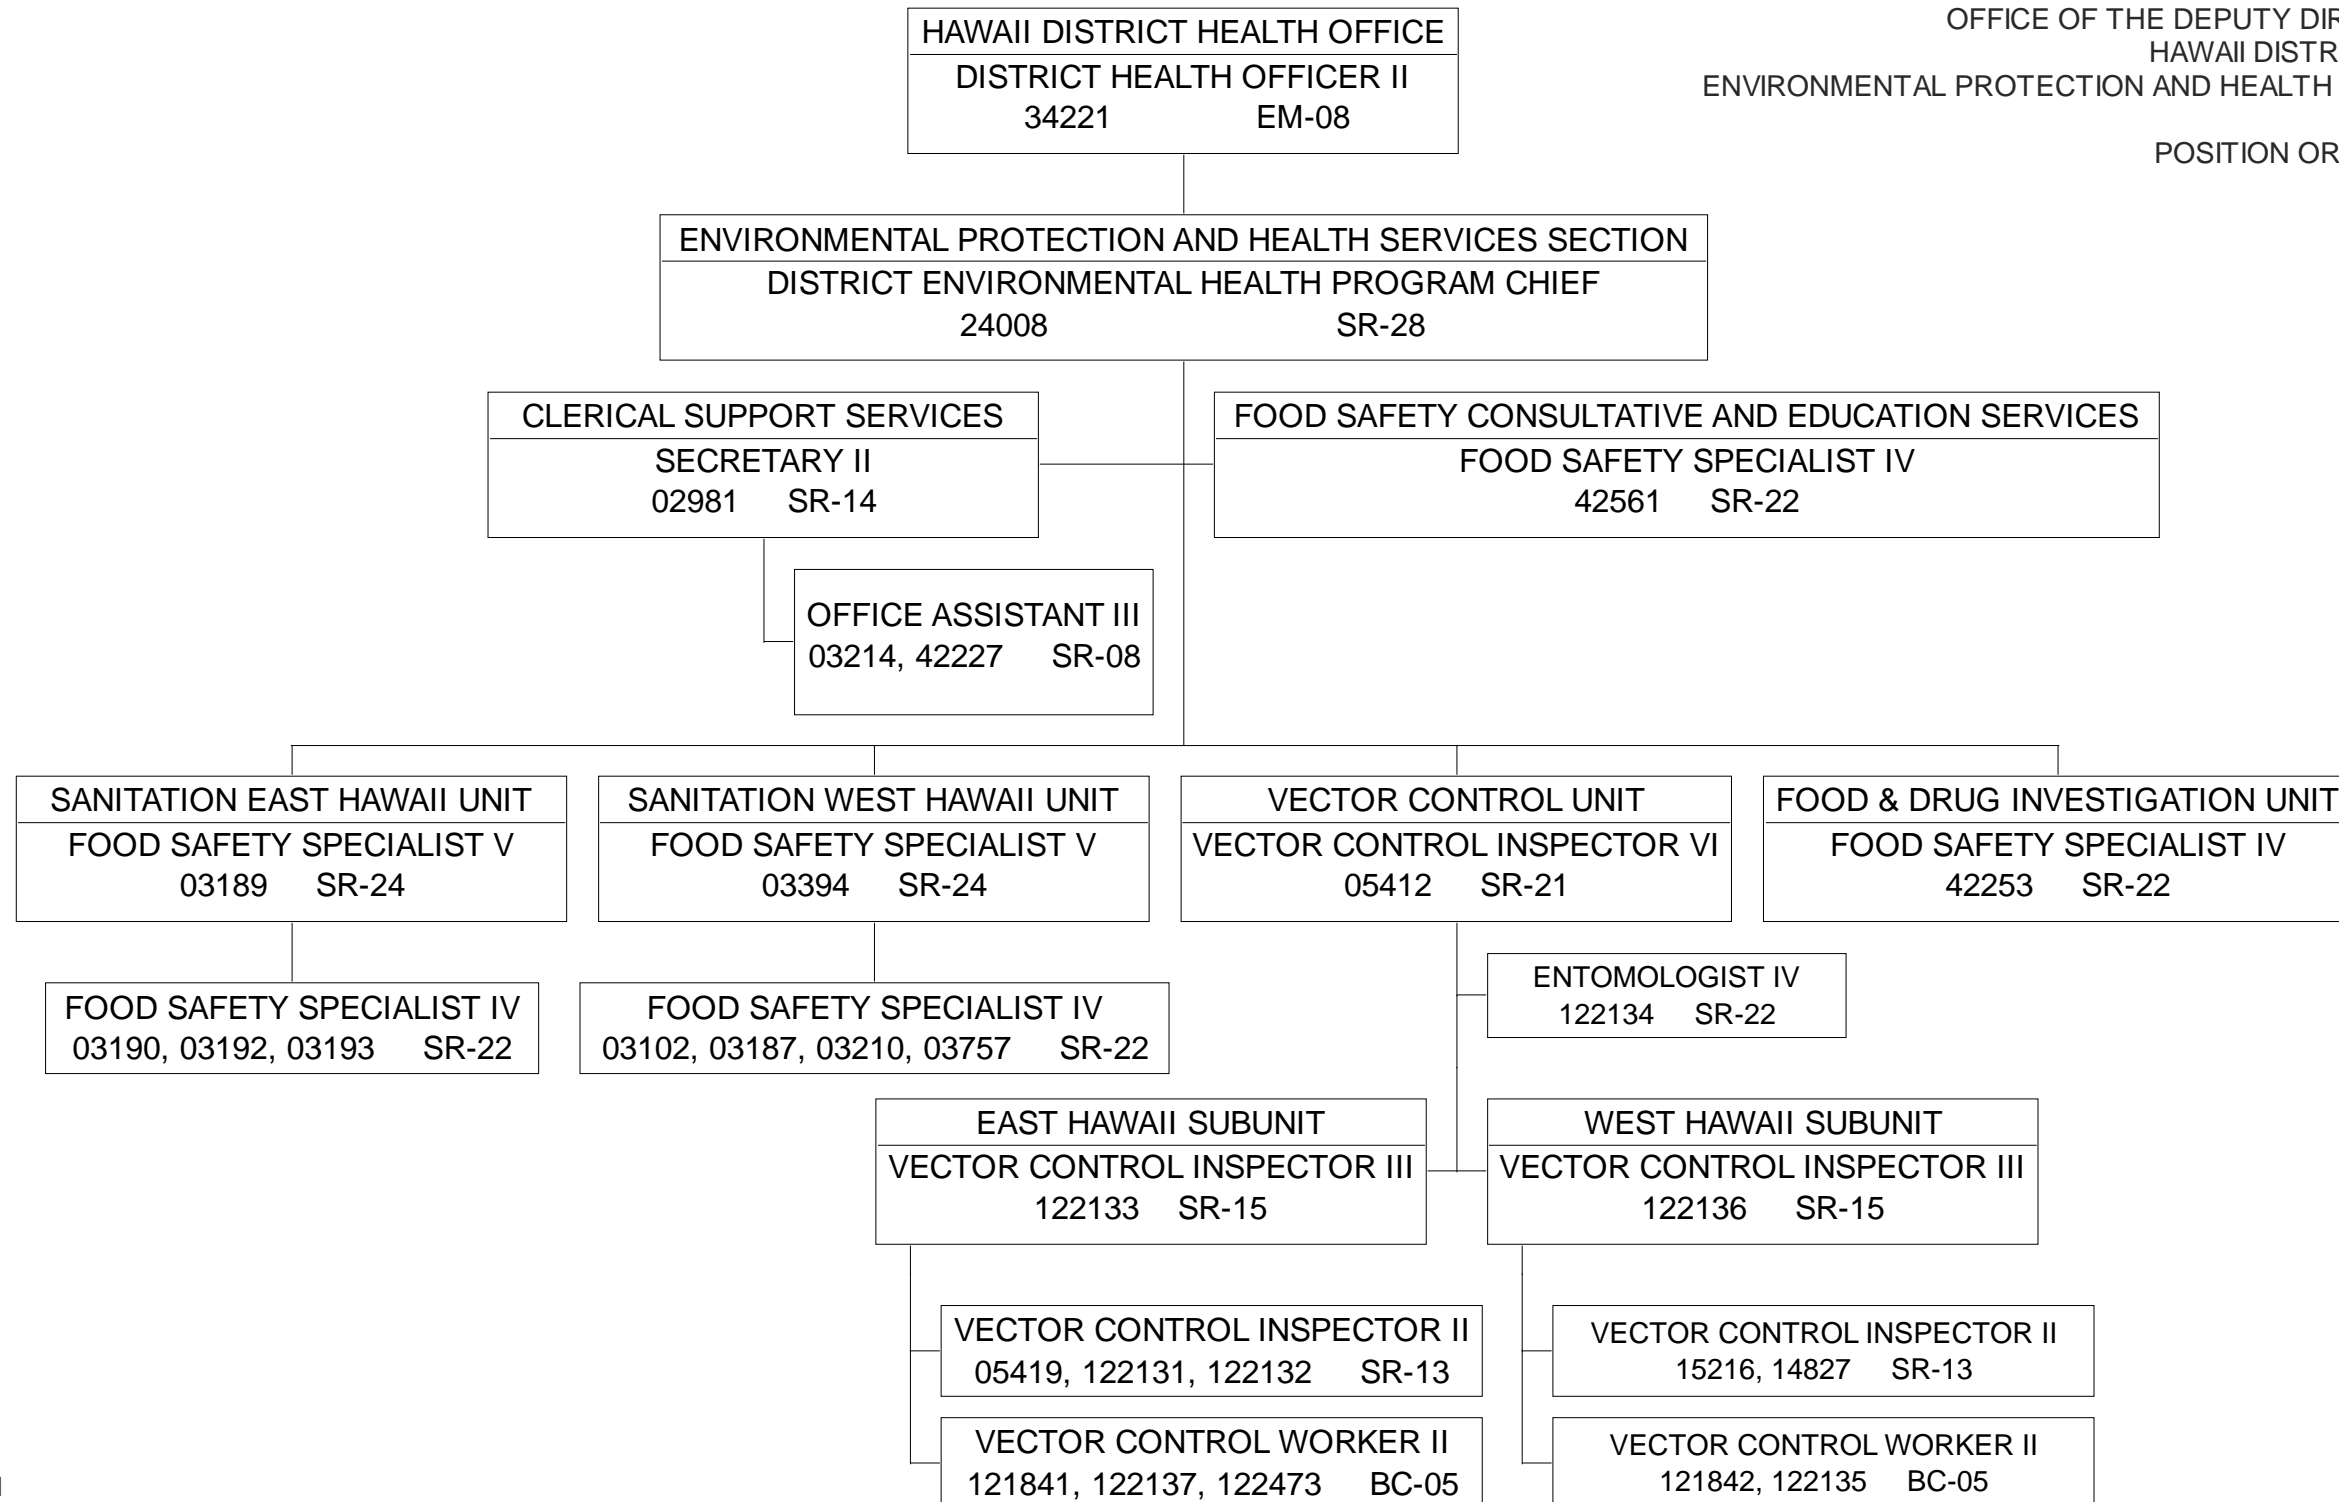 OFFICE OF THE DEPUTY
HAWAII
ENVIRONMENTAL PROTECTION AND HEALTH
POSITION
HAWAII DISTRICT HEALTH OFFICE
DISTRICT HEALTH OFFICER II
34221 EM-08
ENVIRONMENTAL PROTECTION AND HEALTH SERVICES SECTION
DISTRICT ENVIRONMENTAL HEALTH PROGRAM CHIEF
24008 SR-28
CLERICAL SUPPORT SERVICES
SECRETARY II
02981 SR-14
FOOD SAFETY CONSULTATIVE AND EDUCATION SERVICES
FOOD SAFETY SPECIALIST IV
42561 SR-22
OFFICE ASSISTANT III
03214, 42227 SR-08
SANITATION EAST HAWAII UNIT
FOOD SAFETY SPECIALIST V
03189 SR-24
FOOD SAFETY SPECIALIST IV
03190, 03192, 03193 SR-22
SANITATION WEST HAWAII UNIT
FOOD SAFETY SPECIALIST V
03394 SR-24
FOOD SAFETY SPECIALIST IV
03102, 03187, 03210, 03757 SR-22
VECTOR CONTROL UNIT
VECTOR CONTROL INSPECTOR VI
05412 SR-21
FOOD & DRUG INVESTIGATION UNIT
FOOD SAFETY SPECIALIST IV
42253 SR-22
ENTOMOLOGIST IV
122134 SR-22
EAST HAWAII SUBUNIT
VECTOR CONTROL INSPECTOR III
122133 SR-15
VECTOR CONTROL INSPECTOR II
05419, 122131, 122132 SR-13
VECTOR CONTROL WORKER II
121841, 122137, 122473 BC-05
WEST HAWAII SUBUNIT
VECTOR CONTROL INSPECTOR III
122136 SR-15
VECTOR CONTROL INSPECTOR II
15216, 14827 SR-13
VECTOR CONTROL WORKER II
121842, 122135 BC-05